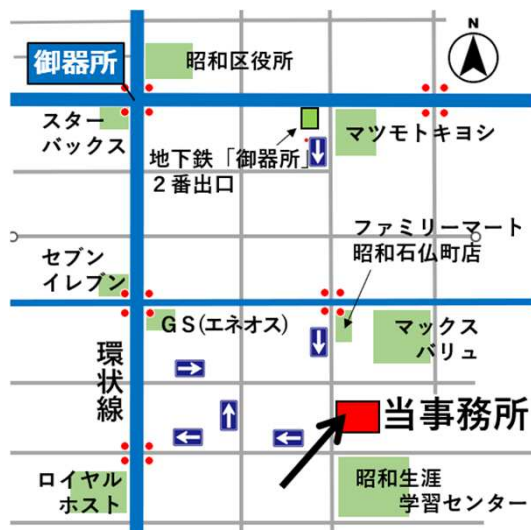 N
御器所
昭和区役所
スター
バックス
マツモトキヨシ
地下鉄「御器所」
２番出口
ファミリーマート
昭和石仏町店
セブン
イレブン
ＧＳ(エネオス)
マックス
バリュ
環状線
当事務所
ロイヤル
ホスト
昭和生涯
学習センター